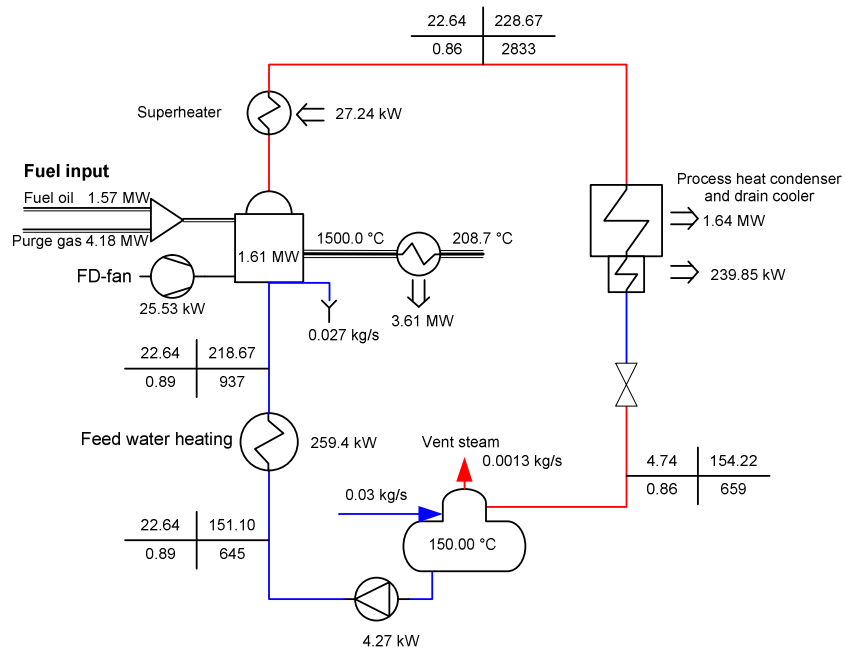 22.64 228.67
0.86 2833
Superheater
27.24 kW
Fuel input
Fuel oil 1.57 MW
Purge gas 4.18 MW
1.61 MW
1500.0 °C
208.7 °C
Process heat condenser
and drain cooler
1.64 MW
239.85 kW
FD-fan
25.53 kW
3.61 MW
0.027 kg/s
22.64 218.67
0.89 937
Feed water heating
259.4 kW
Vent steam
0.0013 kg/s
4.74 154.22
0.86 659
0.03 kg/s
22.64 151.10
0.89 645
150.00 °C
4.27 kW